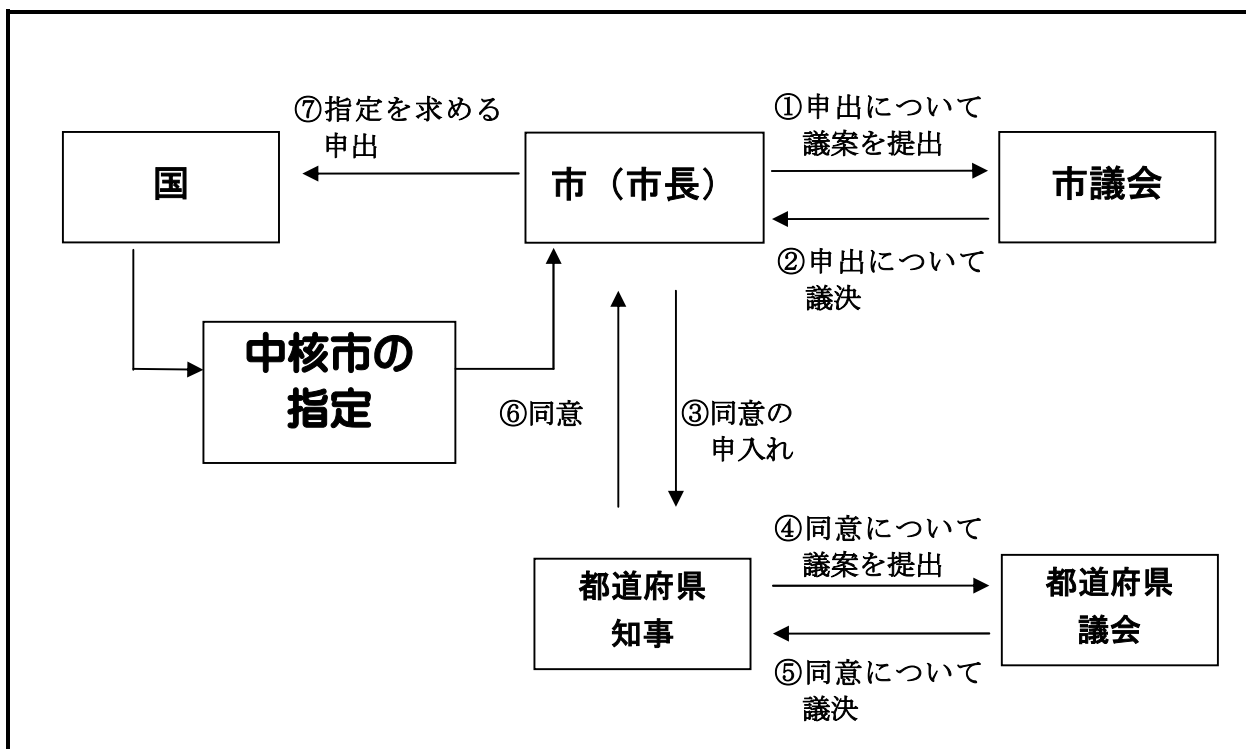 ⑦指定を求める
申出
①申出について
議案を提出
国
市（市長）
市議会
②申出について
議決
中核市の
指定
⑥同意
③同意の
申入れ
④同意について
議案を提出
都道府県
知事
都道府県
議会
⑤同意について
議決